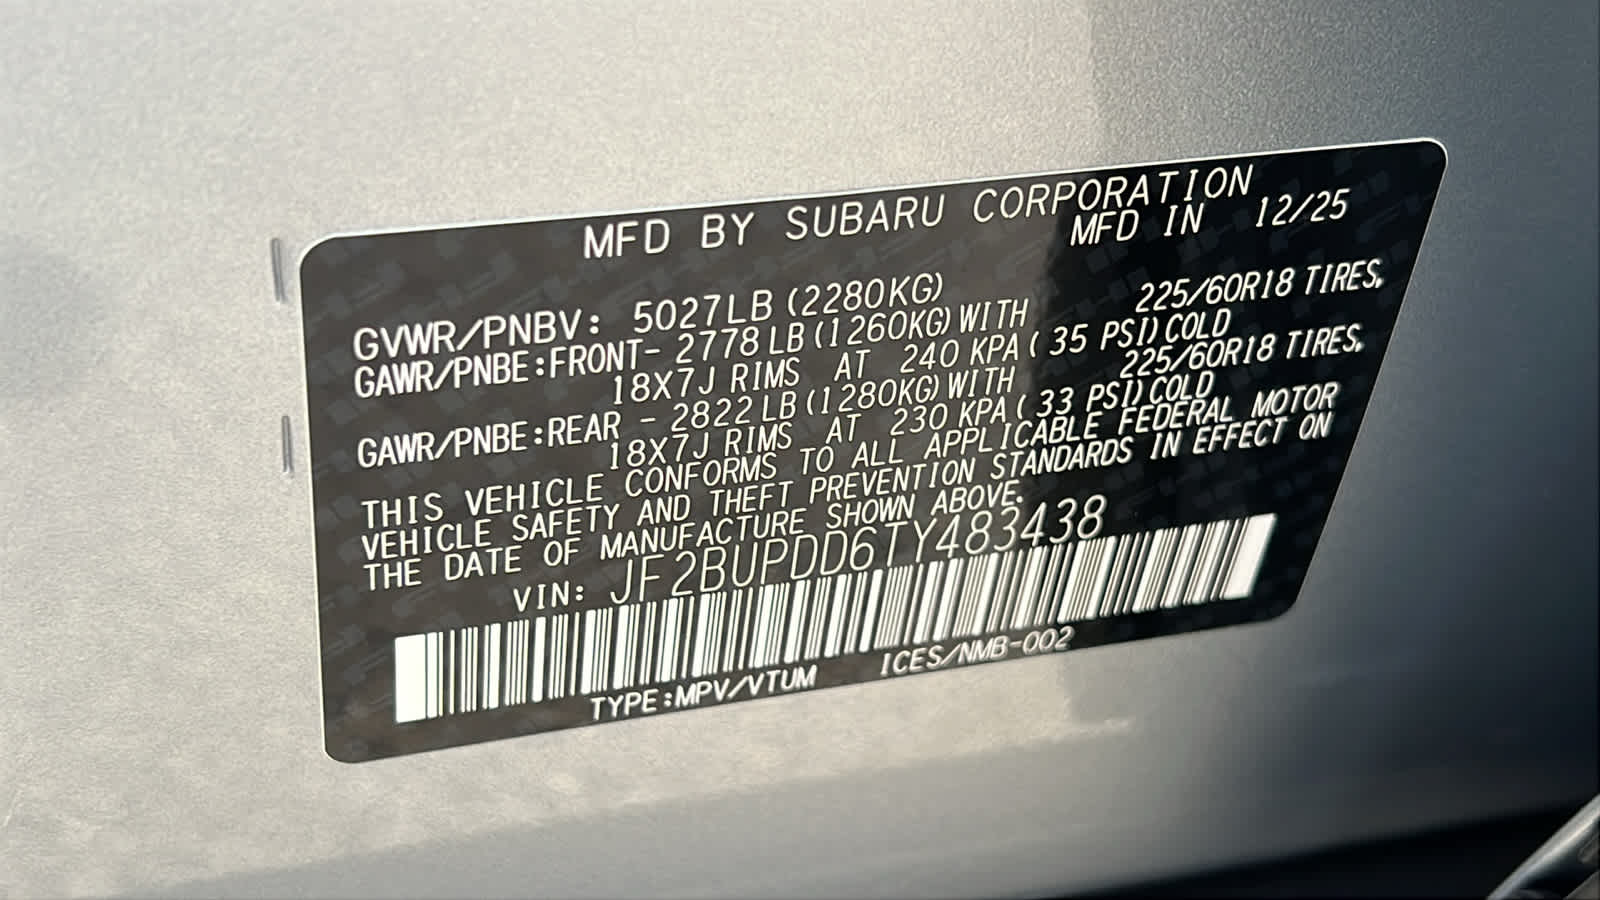 MFD BY SUBARU CORPORATION
MFD IN 12/25
GVWR/PNBV: 5027LB (2280KG)
GAWR/PNBE:FRONT- 2778 LB (1260KG) WITH 225/60R18 TIRES,
18X7J RIMS AT 240 KPA ( 35 PSI) COLD
GAWR/PNBE:REAR - 2822 LB (1280KG) WITH 225/60R18 TIRES,
18X7J RIMS AT 230 KPA ( 33 PSI) COLD
THIS VEHICLE CONFORMS TO ALL APPLICABLE FEDERAL MOTOR
VEHICLE SAFETY AND THEFT PREVENTION STANDARDS IN EFFECT ON
THE DATE OF MANUFACTURE SHOWN ABOVE.
VIN: JF2BUPDD6TY483438
TYPE:MPV/VTUM ICES/NMB-002